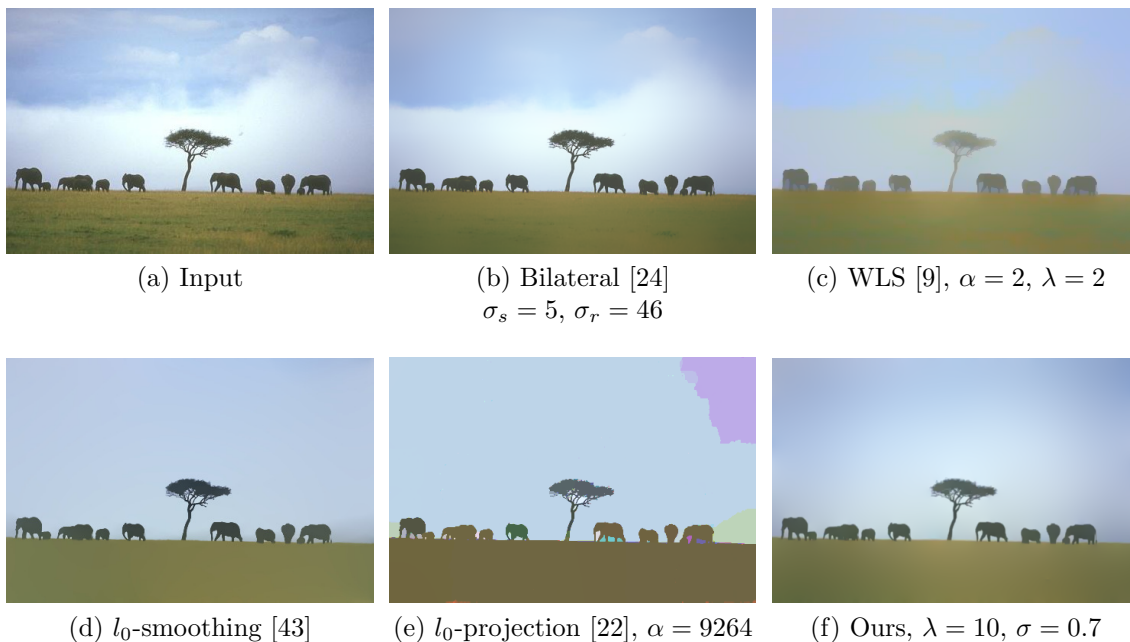 (a) Input
(b) Bilateral [24]
σ_s = 5, σ_r = 46
(c) WLS [9], α = 2, λ = 2
(d) l_0-smoothing [43]
(e) l_0-projection [22], α = 9264
(f) Ours, λ = 10, σ = 0.7